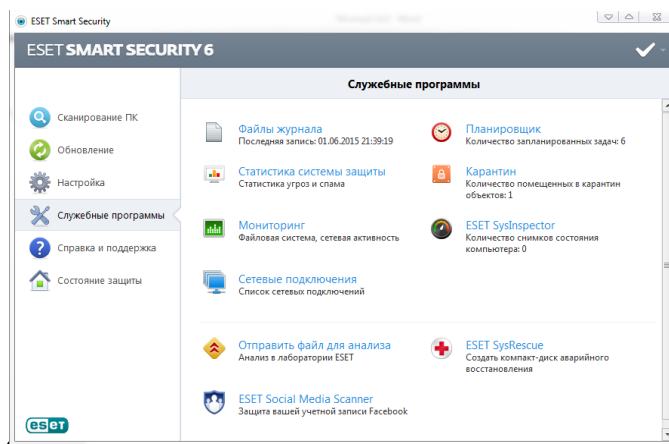 ESET Smart Security
ESET SMART SECURITY 6
Служебные программы
Сканирование ПК
Обновление
Настройка
Служебные программы
Справка и поддержка
Состояние защиты
Файлы журнала
Последняя запись: 01.06.2015 21:39:19
Планировщик
Количество запланированных задач: 6
Статистика системы защиты
Статистика угроз и спама
Карантин
Количество помещенных в карантин
объектов: 1
Мониторинг
Файловая система, сетевая активность
ESET SysInspector
Количество снимков состояния
компьютера: 0
Сетевые подключения
Список сетевых подключений
Отправить файл для анализа
Анализ в лаборатории ESET
ESET SysRescue
Создать компакт-диск аварийного
восстановления
ESET Social Media Scanner
Защита вашей учетной записи Facebook
eset